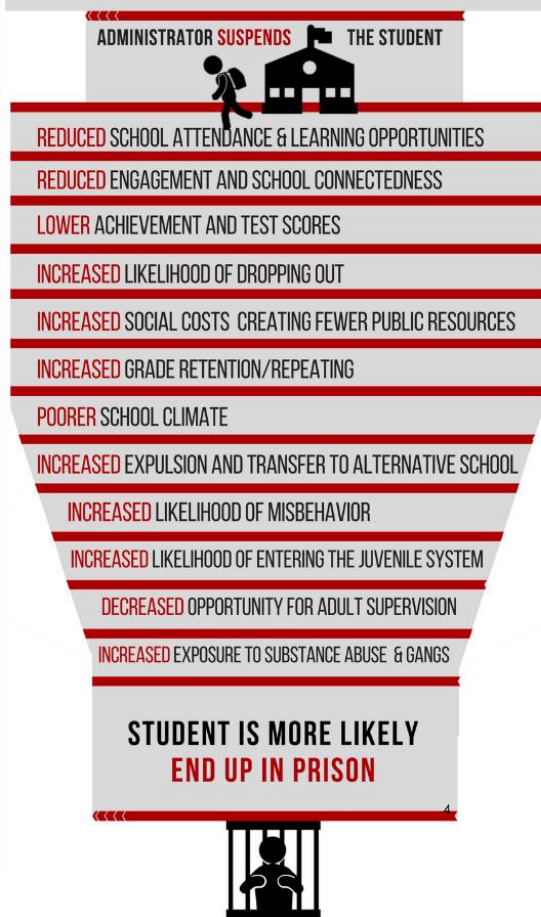 ADMINISTRATOR SUSPENDS THE STUDENT
REDUCED SCHOOL ATTENDANCE & LEARNING OPPORTUNITIES
REDUCED ENGAGEMENT AND SCHOOL CONNECTEDNESS
LOWER ACHIEVEMENT AND TEST SCORES
INCREASED LIKELIHOOD OF DROPPING OUT
INCREASED SOCIAL COSTS CREATING FEWER PUBLIC RESOURCES
INCREASED GRADE RETENTION/REPEATING
POORER SCHOOL CLIMATE
INCREASED EXPULSION AND TRANSFER TO ALTERNATIVE SCHOOL
INCREASED LIKELIHOOD OF MISBEHAVIOR
INCREASED LIKELIHOOD OF ENTERING THE JUVENILE SYSTEM
DECREASED OPPORTUNITY FOR ADULT SUPERVISION
INCREASED EXPOSURE TO SUBSTANCE ABUSE & GANGS
STUDENT IS MORE LIKELY
END UP IN PRISON
4